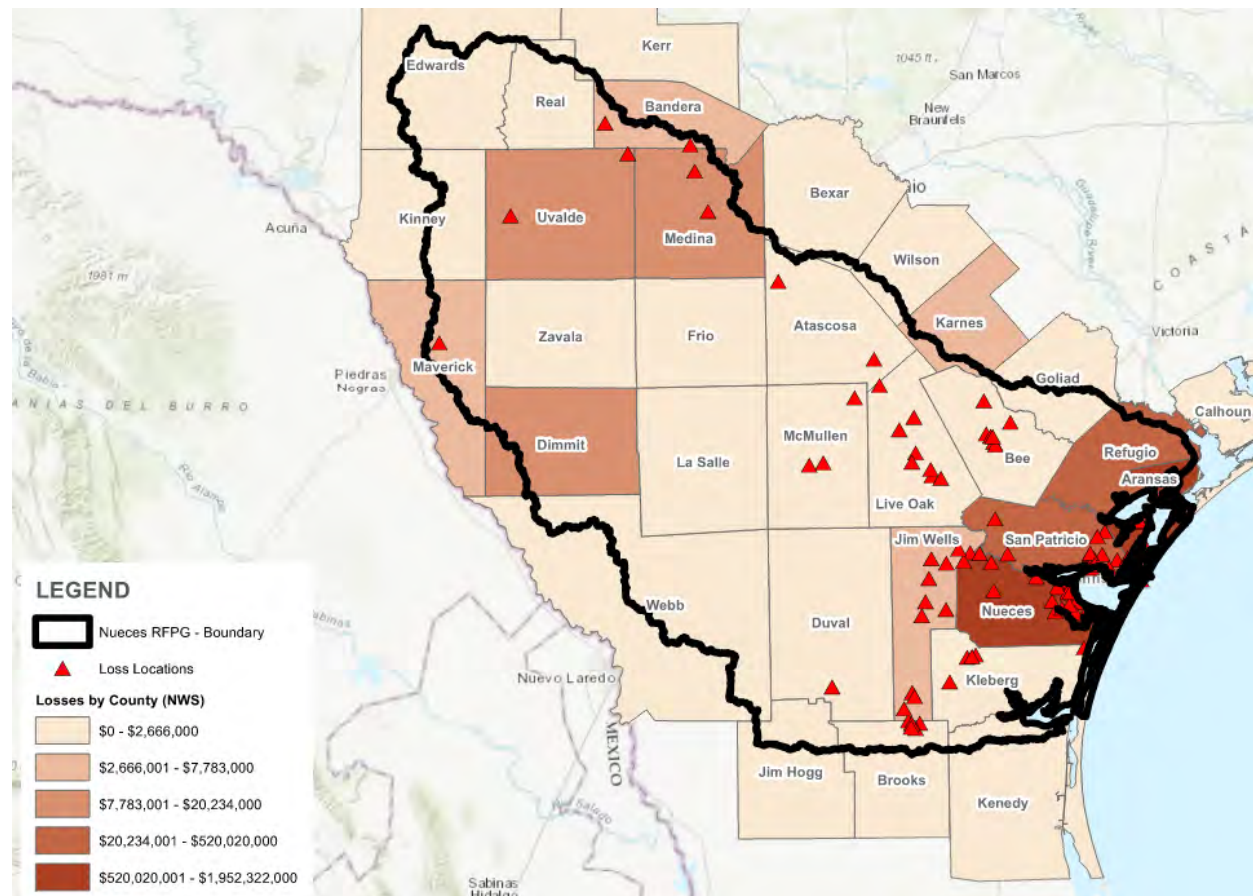 Kerr
Edwards
1045 ft.
San Marcos
Real
Bandera
New
Braunfels
Bexar
Acuña
Kinney
Uvalde
Medina
Wilson
COASTA
1981 m
Karnes
Victoria
Zavala
Frio
Atascosa
Maverick
Piedras
Negras
Goliad
ANIAS DEL BURRO
Calhoun
Dimmit
McMullen
La Salle
Bee
Refugio
Aransas
Live Oak
San Patricio
Jim Wells
Webb
Duval
Nueces
Nuevo Laredo
Kleberg
MEXICO
Jim Hogg
Brooks
Kenedy
Sabinas
Hidalgo
LEGEND
Nueces RFPG - Boundary
Loss Locations
Losses by County (NWS)
$0 - $2,666,000
$2,666,001 - $7,783,000
$7,783,001 - $20,234,000
$20,234,001 - $520,020,000
$520,020,001 - $1,952,322,000